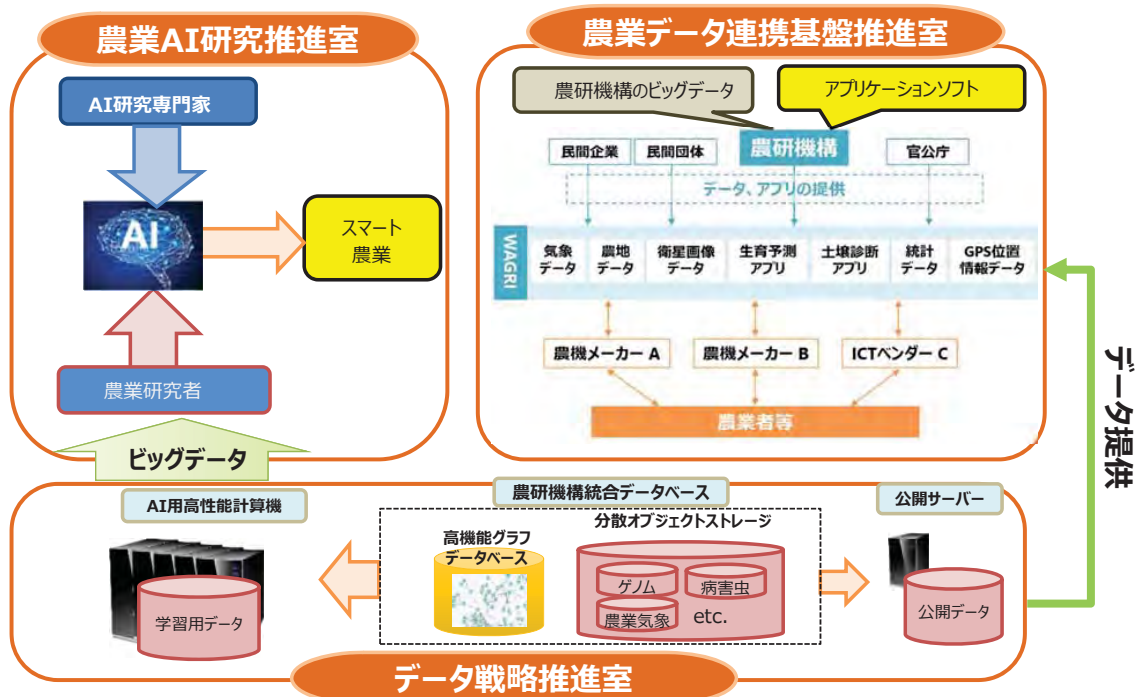 農業AI研究推進室
AI研究専門家
AI
スマート
農業
農業研究者
ビッグデータ
農業データ連携基盤推進室
農研機構のビッグデータ
アプリケーションソフト
民間企業
民間団体
農研機構
官公庁
データ、アプリの提供
WAGRI
気象
データ
農地
データ
衛星画像
データ
生育予測
アプリ
土壌診断
アプリ
統計
データ
GPS位置
情報データ
農機メーカー A
農機メーカー B
ICTベンダー C
農業者等
データ提供
AI用高性能計算機
学習用データ
農研機構統合データベース
高機能グラフ
データベース
分散オブジェクトストレージ
ゲノム
病害虫
農業気象
etc.
公開サーバー
公開データ
データ戦略推進室